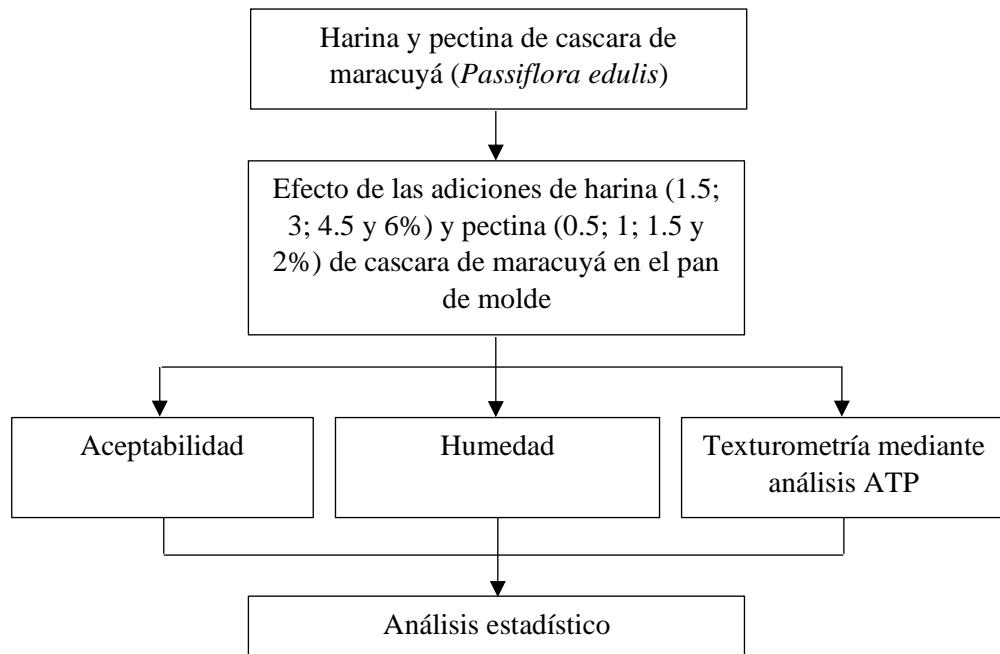 Harina y pectina de cascara de
maracuyá (Passiflora edulis)
Efecto de las adiciones de harina (1.5;
3; 4.5 y 6%) y pectina (0.5; 1; 1.5 y
2%) de cascara de maracuyá en el pan
de molde
Aceptabilidad
Humedad
Texturometría mediante
análisis ATP
Análisis estadístico